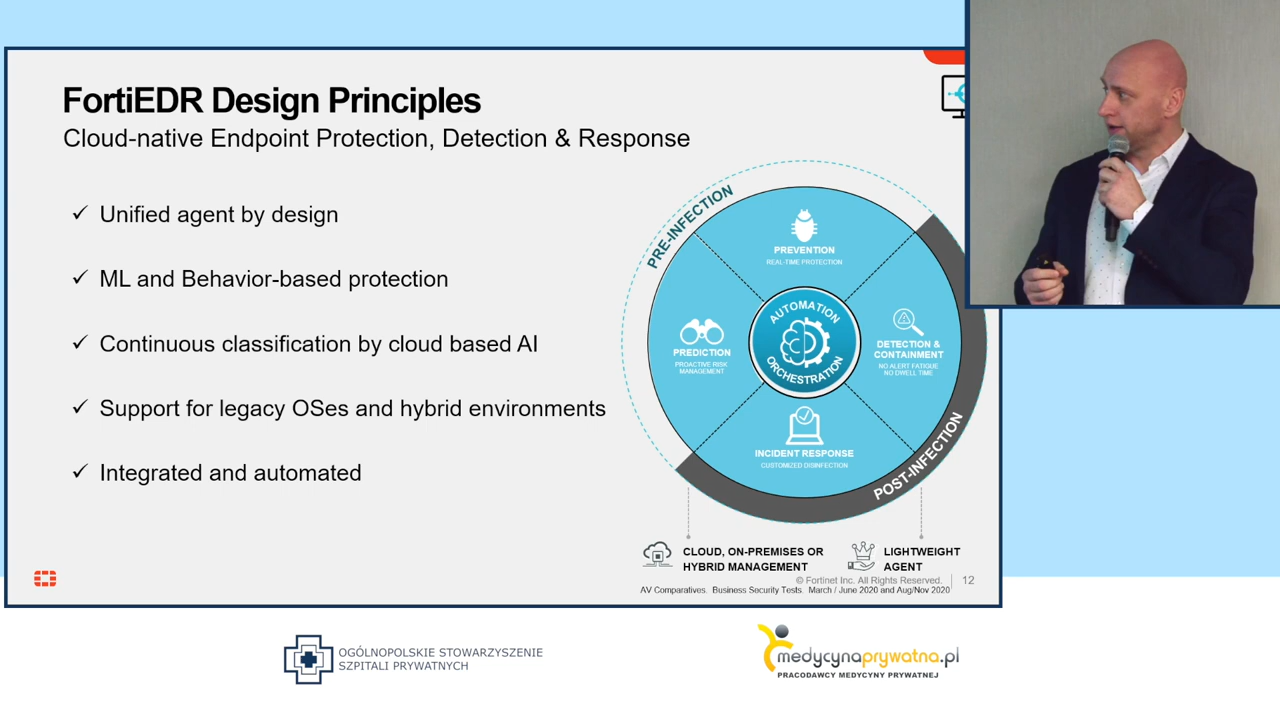 FortiEDR Design Principles
Cloud-native Endpoint Protection, Detection & Response
✓ Unified agent by design
✓ ML and Behavior-based protection
✓ Continuous classification by cloud based AI
✓ Support for legacy OSes and hybrid environments
✓ Integrated and automated
PRE-INFECTION
PREVENTION
REAL-TIME PROTECTION
PREDICTION
PROACTIVE RISK
MANAGEMENT
AUTOMATION
ORCHESTRATION
DETECTION &
CONTAINMENT
NO ALERT FATIGUE
NO DWELL TIME
INCIDENT RESPONSE
CUSTOMIZED DISINFECTION
POST-INFECTION
CLOUD, ON-PREMISES OR
HYBRID MANAGEMENT
LIGHTWEIGHT
AGENT
© Fortinet Inc. All Rights Reserved.
12
AV Comparatives. Business Security Tests. March / June 2020 and Aug/Nov 2020
OGÓLNOPOLSKIE STOWARZYSZENIE
SZPITALI PRYWATNYCH
medycynaprywatna.pl
PRACODAWCY MEDYCYNY PRYWATNEJ